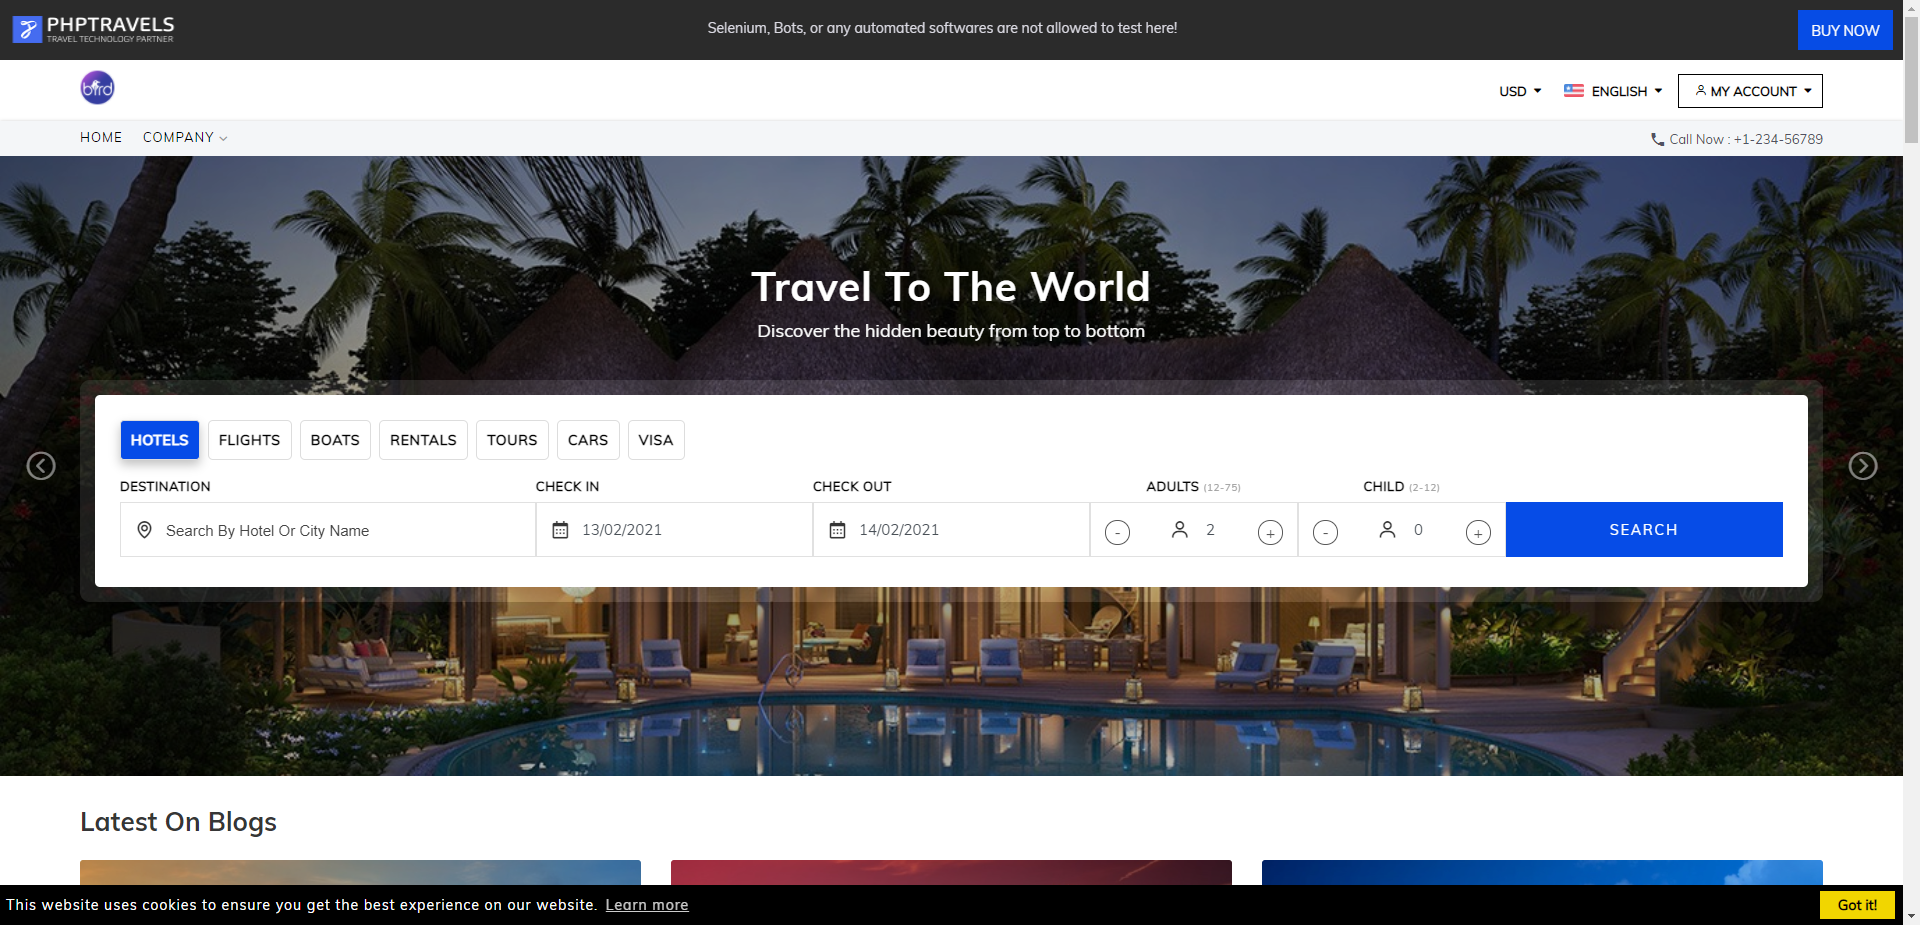 PHPTRAVELS
TRAVEL TECHNOLOGY PARTNER
Selenium, Bots, or any automated softwares are not allowed to test here!
BUY NOW
bird
USD
ENGLISH
MY ACCOUNT
HOME
COMPANY
Call Now : +1-234-56789
Travel To The World
Discover the hidden beauty from top to bottom
HOTELS
FLIGHTS
BOATS
RENTALS
TOURS
CARS
VISA
DESTINATION
CHECK IN
CHECK OUT
ADULTS (12-75)
CHILD (2-12)
Search By Hotel Or City Name
13/02/2021
14/02/2021
- 2 +
- 0 +
SEARCH
Latest On Blogs
This website uses cookies to ensure you get the best experience on our website. Learn more
Got it!